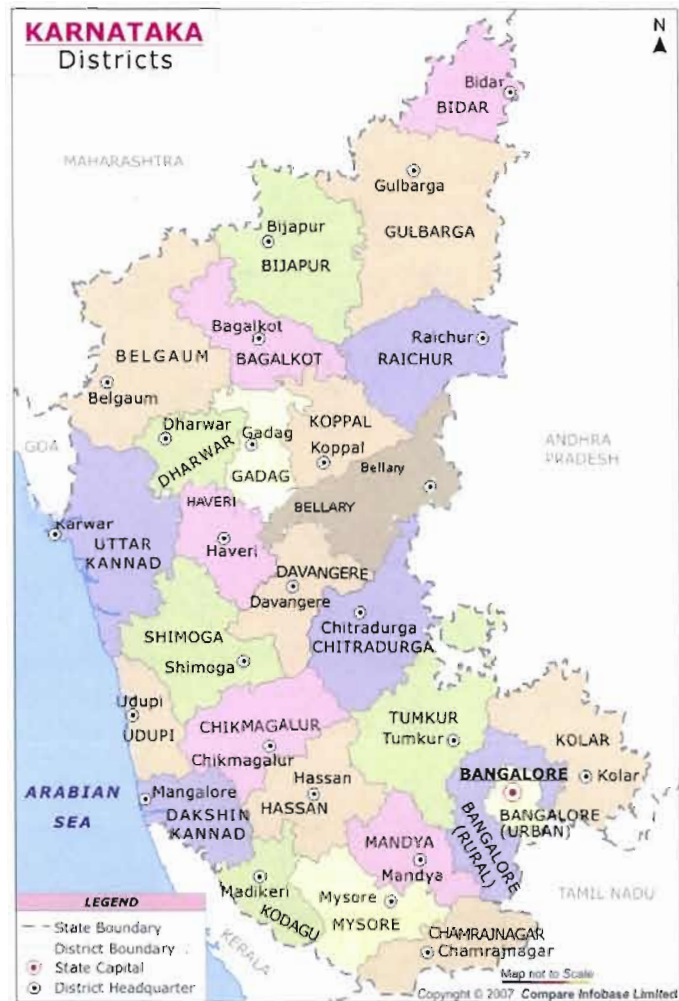 KARNATAKA
Districts
N
Bidar
BIDAR
MAHARASHTRA
Gulbarga
GULBARGA
Bijapur
BIJAPUR
Bagalkot
BAGALKOT
Raichur
RAICHUR
BELGAUM
Belgaum
KOPPAL
Koppal
Dharwar
DHARWAR
Gadag
GADAG
GOA
ANDHRA
PRADESH
Bellary
BELLARY
HAVERI
Haveri
Karwar
UTTAR
KANNAD
DAVANGERE
Davangere
Chitradurga
CHITRADURGA
SHIMOGA
Shimoga
Udupi
UDUPI
CHIKMAGALUR
Chikmagalur
TUMKUR
Tumkur
KOLAR
Kolar
BANGALORE
BANGALORE
(URBAN)
BANGALORE
(RURAL)
Hassan
HASSAN
ARABIAN
SEA
Mangalore
DAKSHIN
KANNAD
MANDYA
Mandya
Madikeri
KODAGU
Mysore
MYSORE
TAMIL NADU
KERALA
CHAMRAJNAGAR
Chamrajnagar
LEGEND
State Boundary
District Boundary
State Capital
District Headquarter
Map not to Scale
Copyright © 2007 Compare Infobase Limited